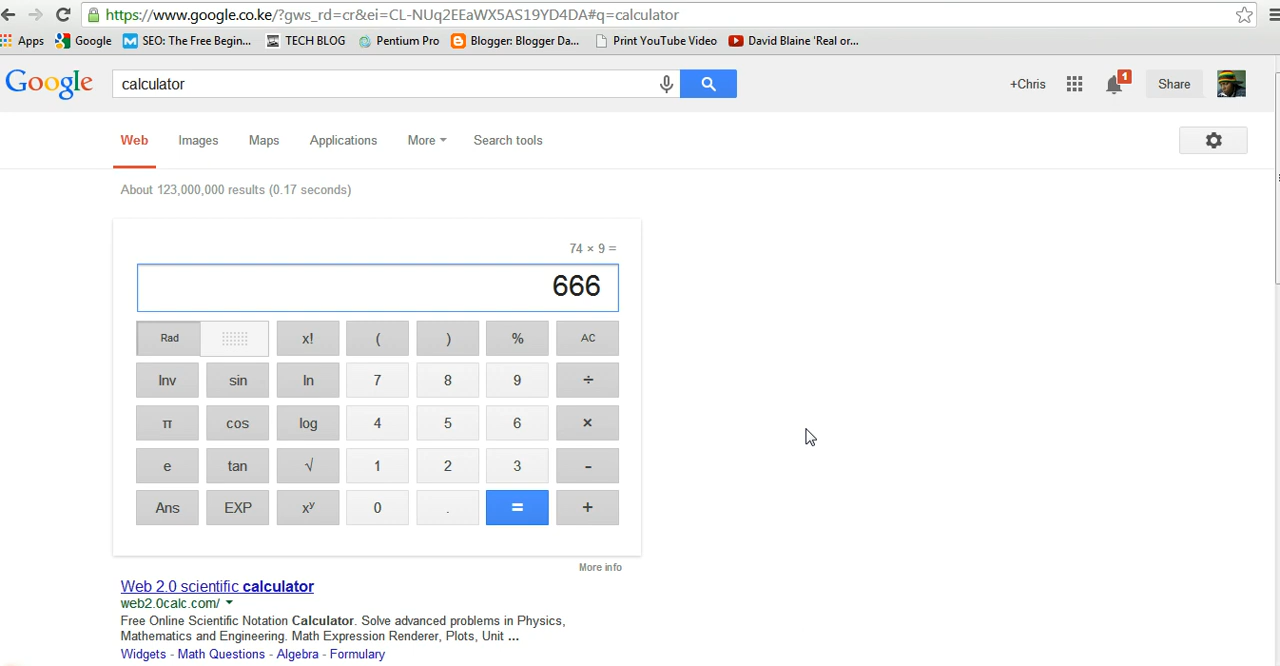 https://www.google.co.ke/?gws_rd=cr&ei=CL-NUq2EEaWX5AS19YD4DA#q=calculator
Apps Google SEO: The Free Begin... TECH BLOG Pentium Pro Blogger: Blogger Da... Print YouTube Video David Blaine 'Real or...
Google calculator +Chris 1 Share
Web Images Maps Applications More Search tools
About 123,000,000 results (0.17 seconds)
74 × 9 =
666
Rad x! ( ) % AC
Inv sin ln 7 8 9 ÷
π cos log 4 5 6 ×
e tan √ 1 2 3 -
Ans EXP xʸ 0 . = +
More info
Web 2.0 scientific calculator
web2.0calc.com/
Free Online Scientific Notation Calculator. Solve advanced problems in Physics,
Mathematics and Engineering. Math Expression Renderer, Plots, Unit ...
Widgets - Math Questions - Algebra - Formulary